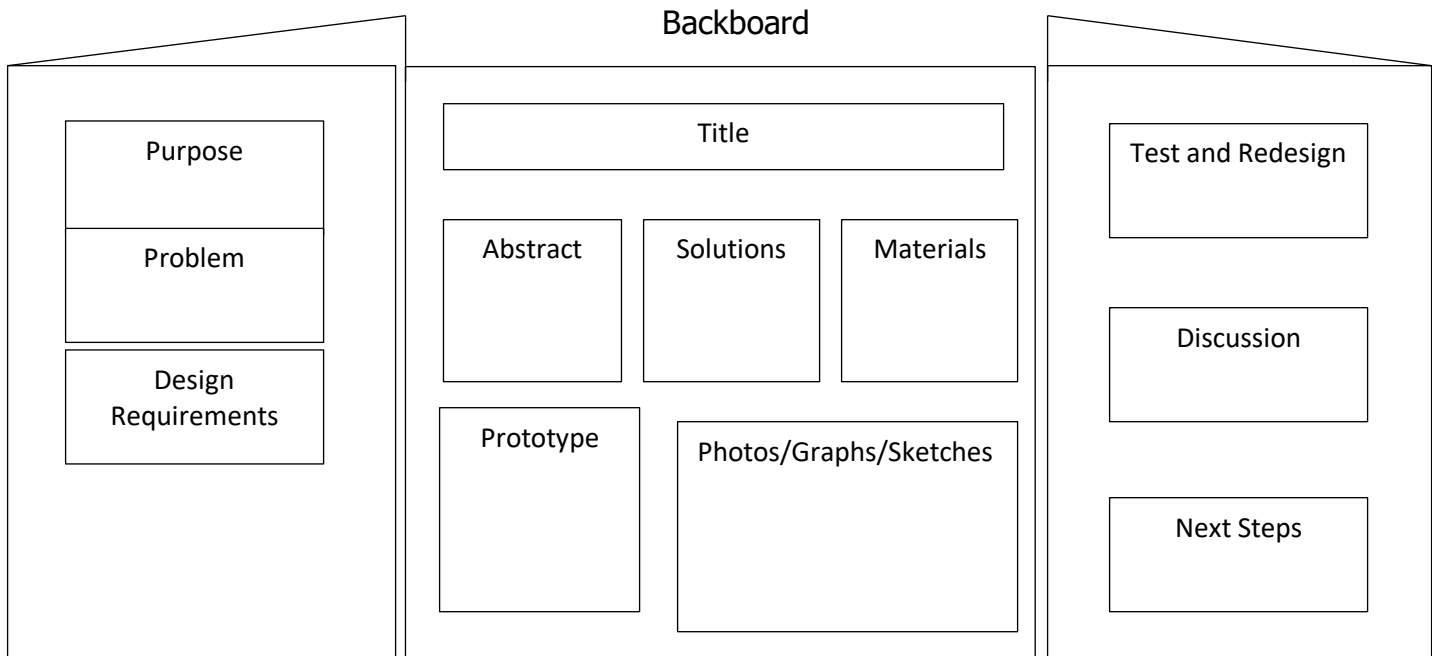 Backboard
Purpose
Problem
Design
Requirements
Title
Abstract
Solutions
Materials
Prototype
Photos/Graphs/Sketches
Test and Redesign
Discussion
Next Steps